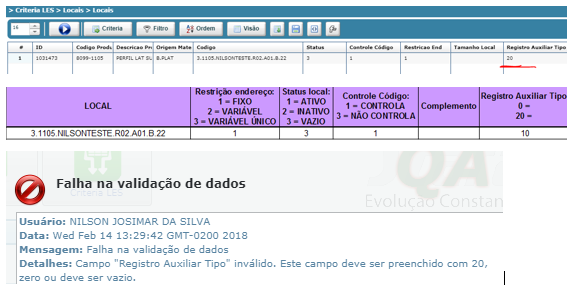 > Criteria LES > Locais > Locais
15 Criteria Filtro Ordem Visão
# ID Codigo Produ Descricao Pr Origem Mate Codigo Status Controle Código Restricao End Tamanho Local Registro Auxiliar Tipo
1 1031473 8099-1105 PERFIL LAT SU B.PLAT 3.1105.NILSONTESTE.R02.A01.B.22 3 1 1 20
LOCAL Restrição endereço: 1 = FIXO 2 = VARIÁVEL 3 = VARIÁVEL ÚNICO Status local: 1 = ATIVO 2 = INATIVO 3 = VAZIO Controle Código: 1 = CONTROLA 3 = NÃO CONTROLA Complemento Registro Auxiliar Tipo 0 = 20 =
3.1105.NILSONTESTE.R02.A01.B.22 1 3 1 10
Criteria LES
QA
Evolução Constan
Falha na validação de dados
Usuário: NILSON JOSIMAR DA SILVA
Data: Wed Feb 14 13:29:42 GMT-0200 2018
Mensagem: Falha na validação de dados
Detalhes: Campo "Registro Auxiliar Tipo" inválido. Este campo deve ser preenchido com 20,
zero ou deve ser vazio.